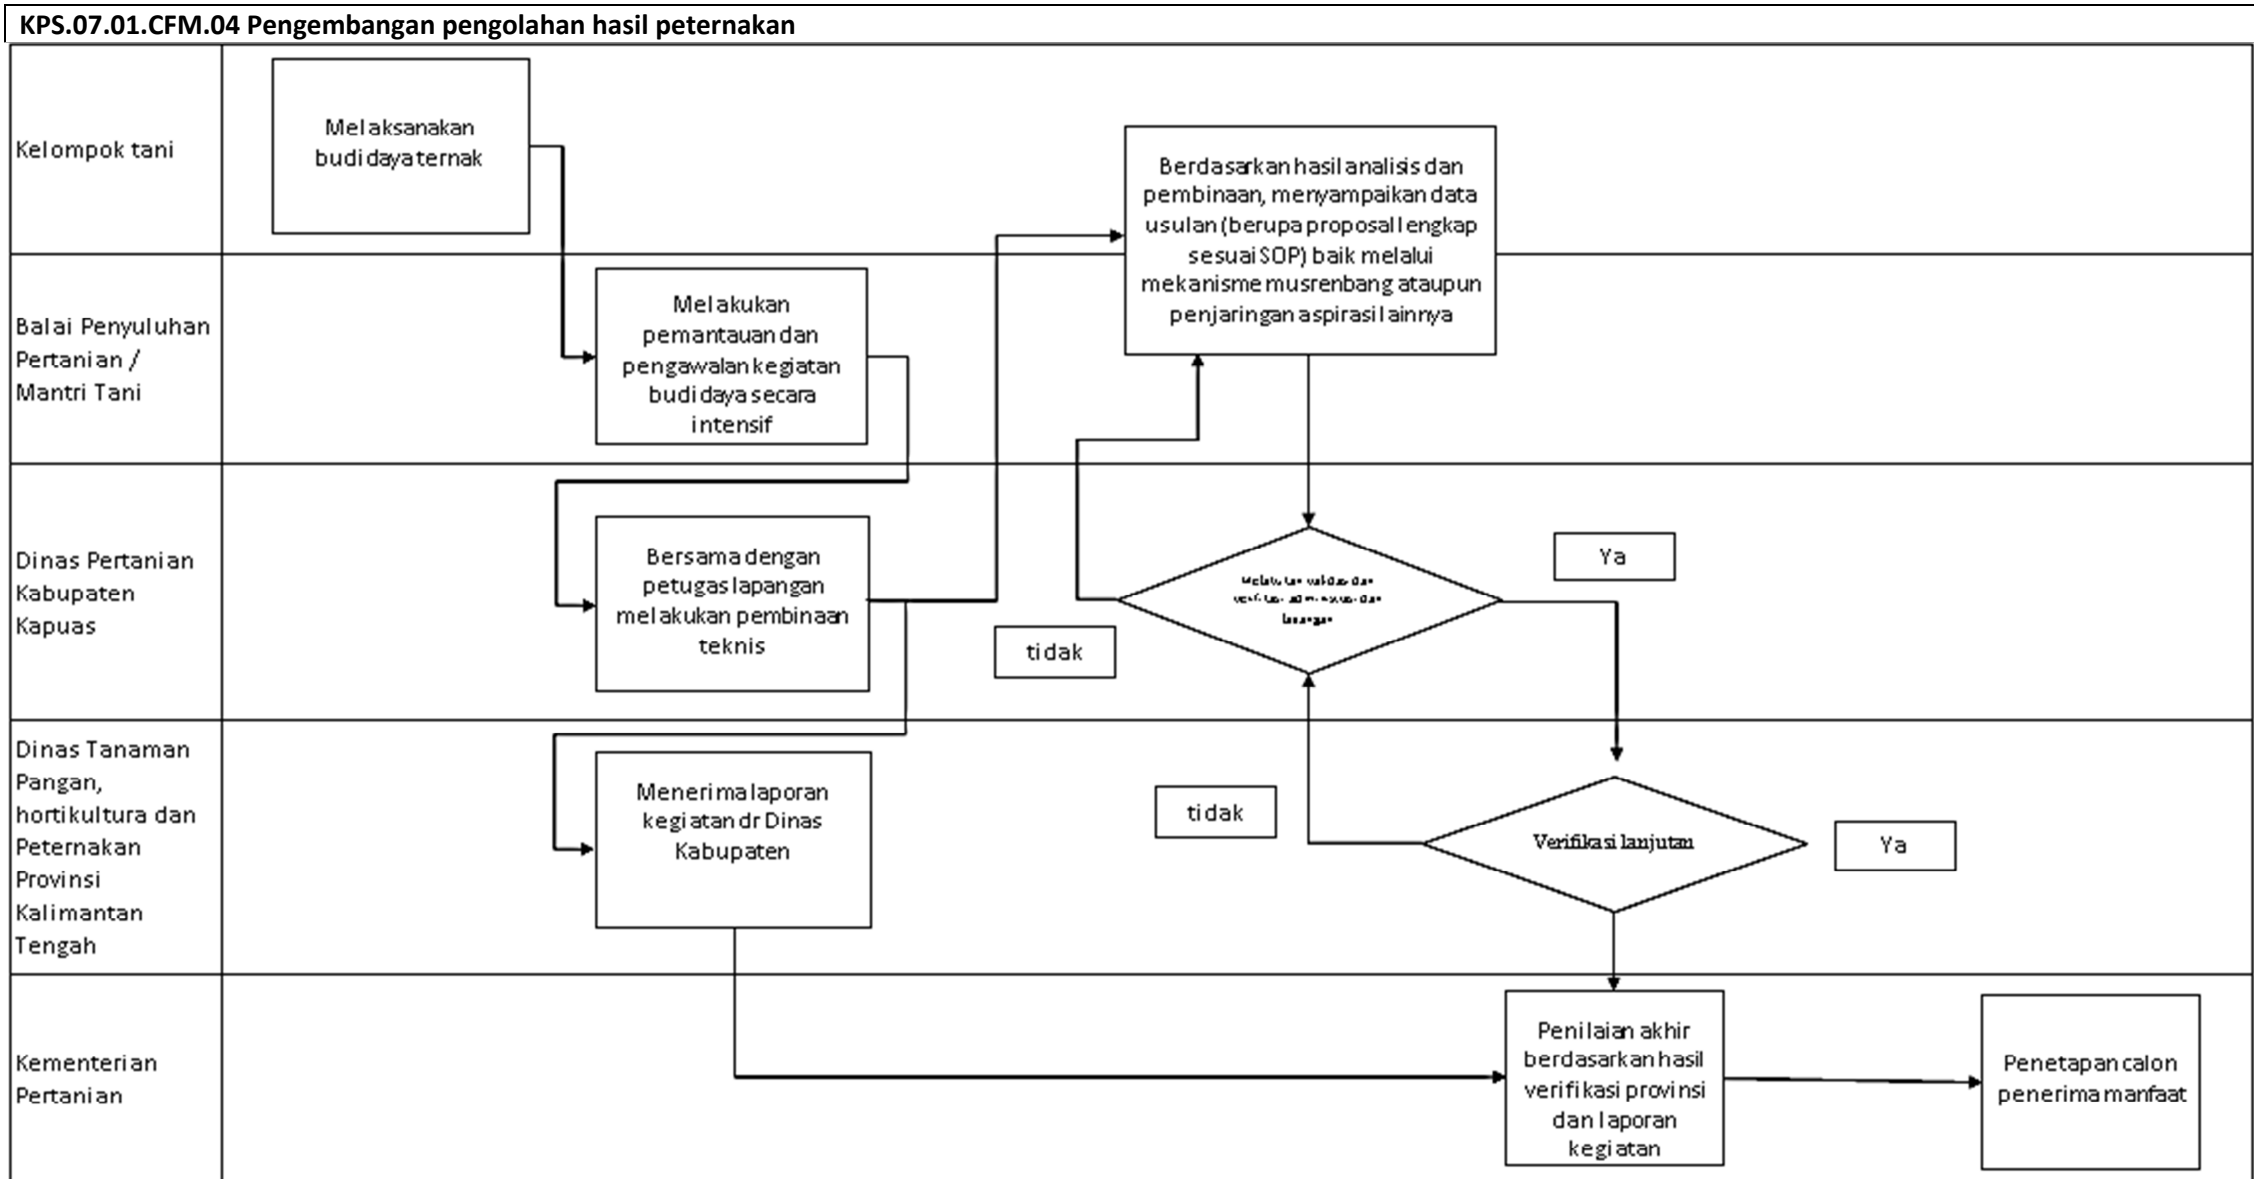 KPS.07.01.CFM.04 Pengembangan pengolahan hasil peternakan
Kelompok tani
Melaksanakan
budidaya ternak
Berdasarkan hasil analisis dan
pembinaan, menyampaikan data
usulan (berupa proposal lengkap
sesuai SOP) baik melalui
mekanisme musrenbang ataupun
penjaringan aspirasi lainnya
Balai Penyuluhan
Pertanian /
Mantri Tani
Melakukan
pemantauan dan
pengawalan kegiatan
budidaya secara
intensif
Dinas Pertanian
Kabupaten
Kapuas
Bersama dengan
petugas lapangan
melakukan pembinaan
teknis
tidak
Ya
Dinas Tanaman
Pangan,
hortikultura dan
Peternakan
Provinsi
Kalimantan
Tengah
Menerima laporan
kegiatan dr Dinas
Kabupaten
tidak
Verifikasi lanjutan
Ya
Kementerian
Pertanian
Penilaian akhir
berdasarkan hasil
verifikasi provinsi
dan laporan
kegiatan
Penetapan calon
penerima manfaat